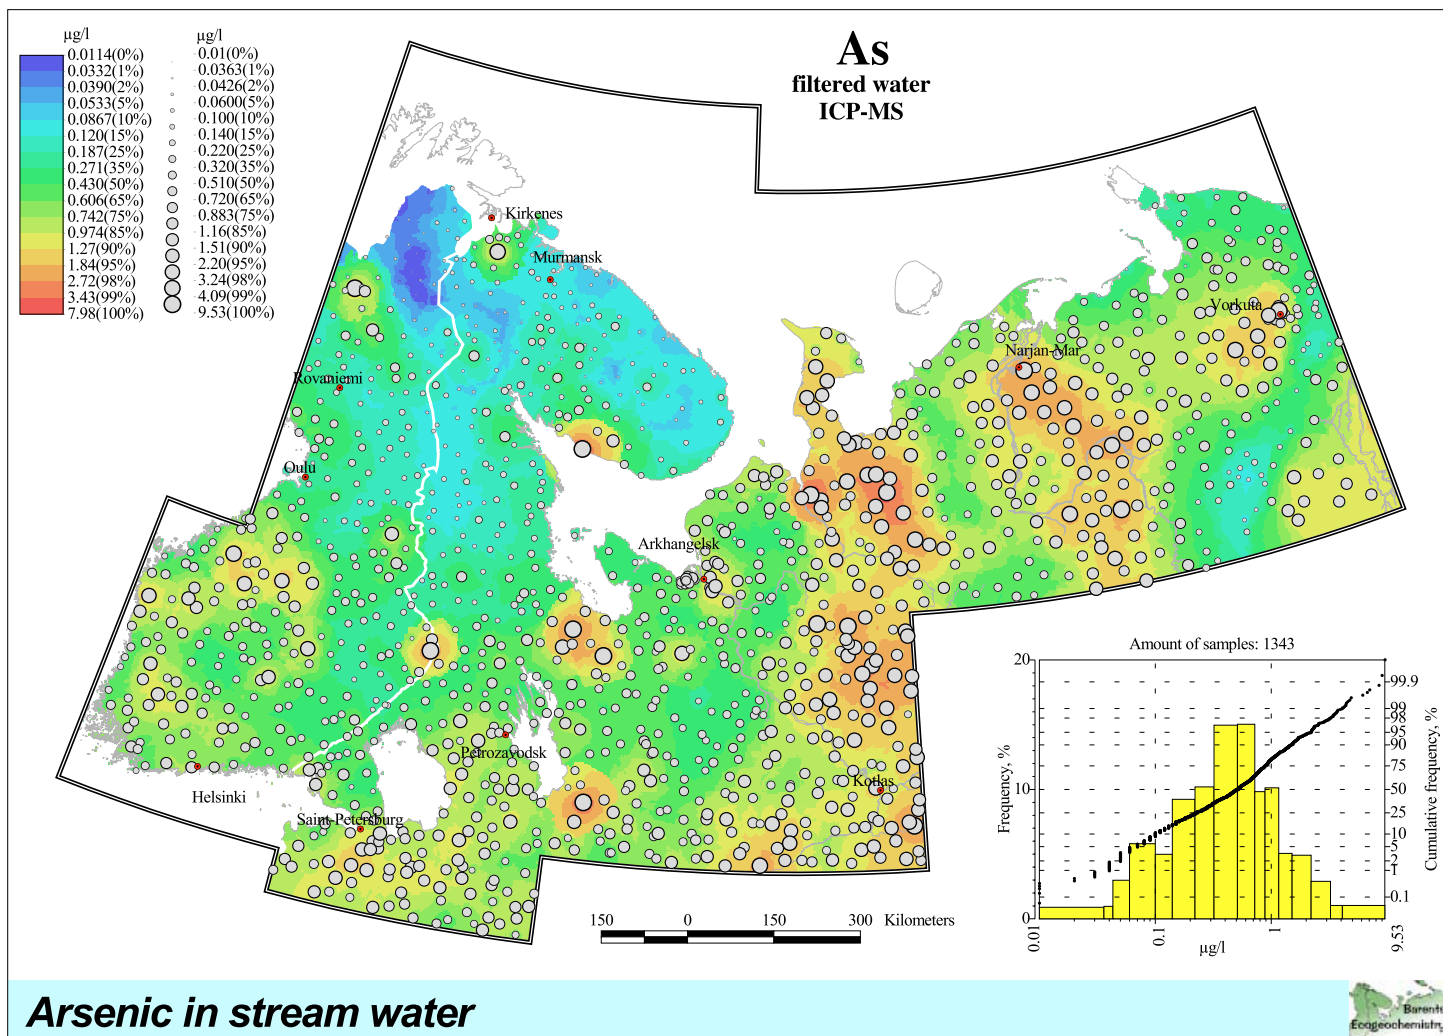 µg/l
0.0114(0%)
0.0332(1%)
0.0390(2%)
0.0533(5%)
0.0867(10%)
0.120(15%)
0.187(25%)
0.271(35%)
0.430(50%)
0.606(65%)
0.742(75%)
0.974(85%)
1.27(90%)
1.84(95%)
2.72(98%)
3.43(99%)
7.98(100%)
µg/l
0.01(0%)
0.0363(1%)
0.0426(2%)
0.0600(5%)
0.100(10%)
0.140(15%)
0.220(25%)
0.320(35%)
0.510(50%)
0.720(65%)
0.883(75%)
1.16(85%)
1.51(90%)
2.20(95%)
3.24(98%)
4.09(99%)
9.53(100%)
As
filtered water
ICP-MS
Kirkenes
Murmansk
Vorkuta
Narjan-Mar
Rovaniemi
Oulu
Arkhangelsk
Petrozavodsk
Kotlas
Helsinki
Saint-Petersburg
150 0 150 300 Kilometers
Amount of samples: 1343
Frequency, %
20
10
0
0.01
0.1
1
9.53
µg/l
99.9
99
98
95
90
75
50
25
10
5
2
1
0.1
Cumulative frequency, %
Arsenic in stream water
Barents
Ecogeochemistry